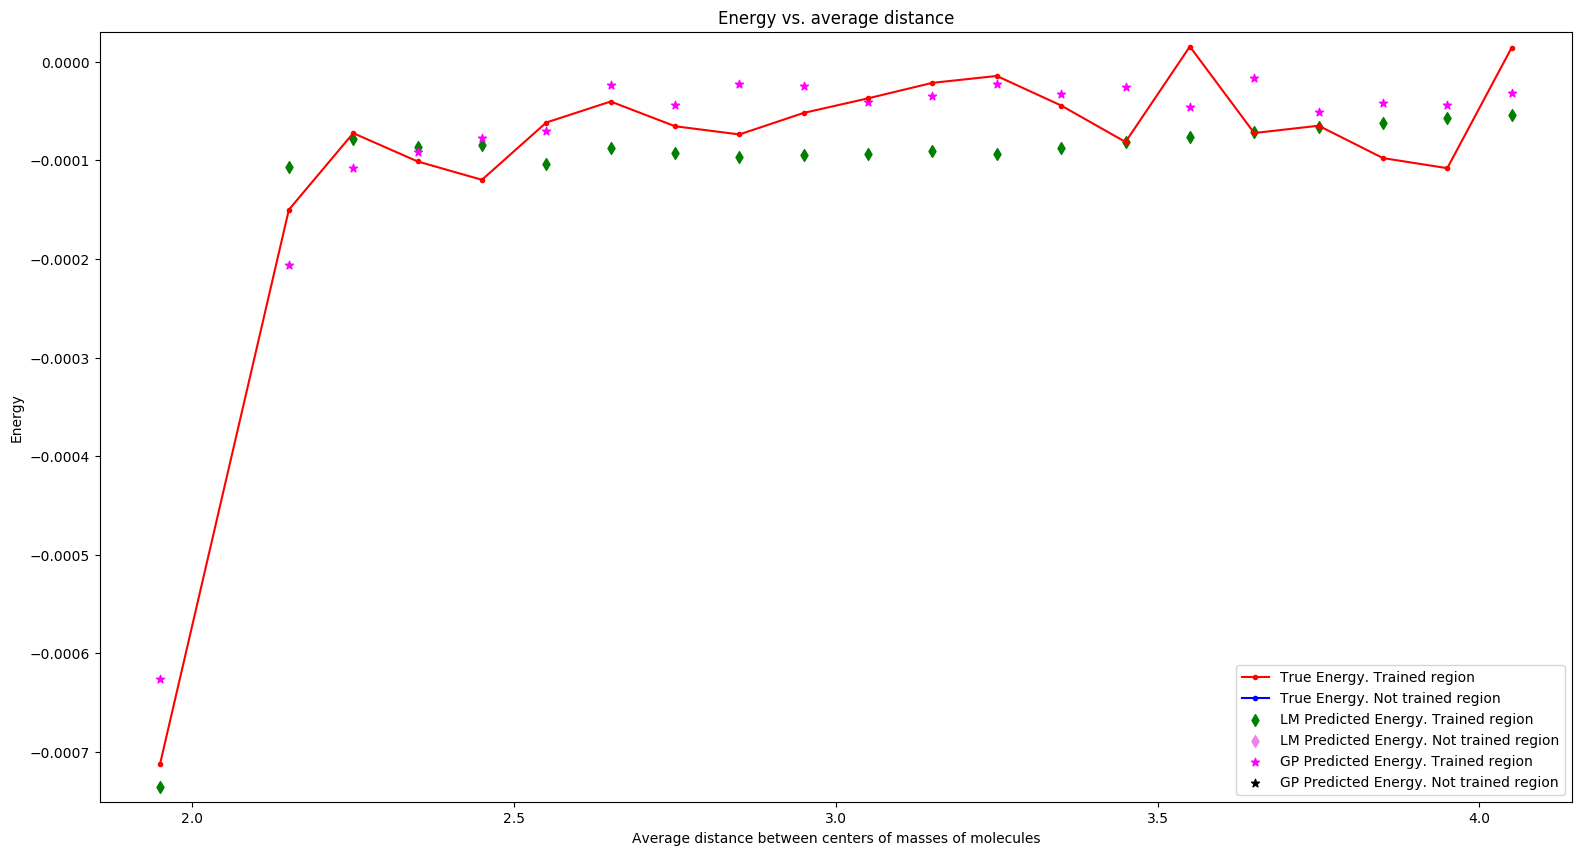 Energy vs. average distance
0.0000
−0.0001
−0.0002
−0.0003
−0.0004
−0.0005
−0.0006
−0.0007
Energy
2.0 2.5 3.0 3.5 4.0
Average distance between centers of masses of molecules
True Energy. Trained region
True Energy. Not trained region
LM Predicted Energy. Trained region
LM Predicted Energy. Not trained region
GP Predicted Energy. Trained region
GP Predicted Energy. Not trained region